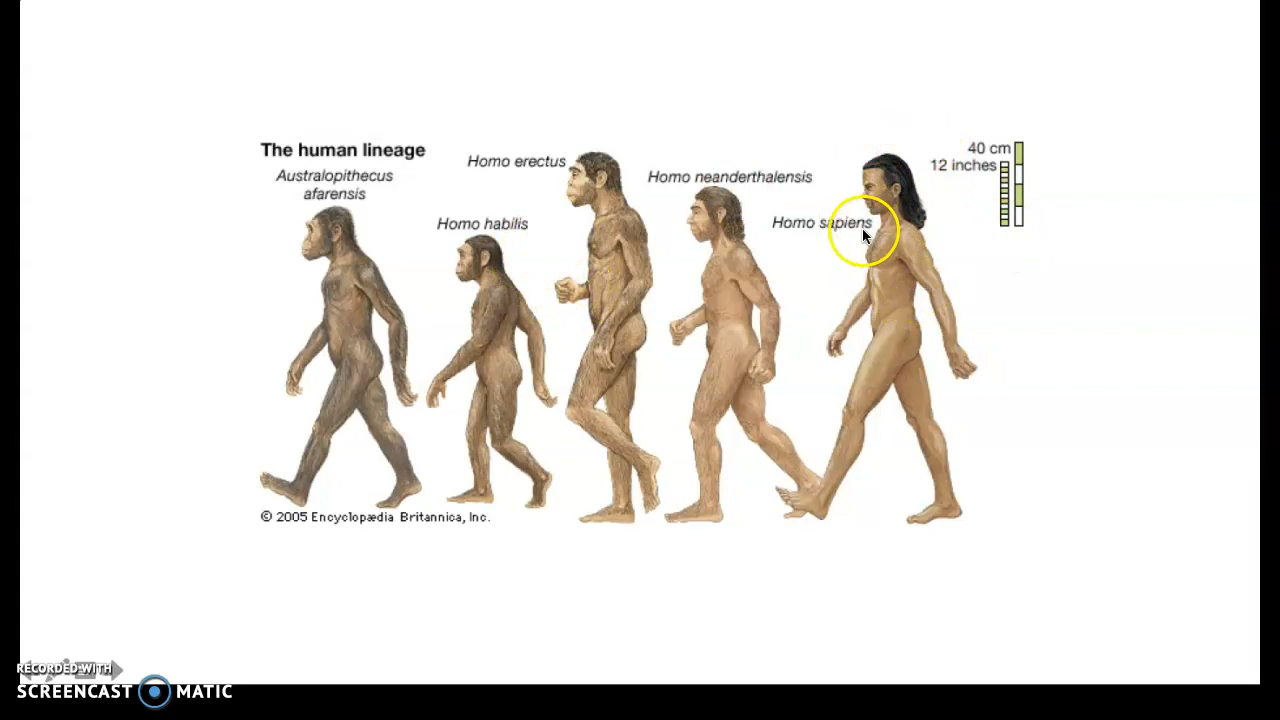 The human lineage
Australopithecus
afarensis
Homo habilis
Homo erectus
Homo neanderthalensis
Homo sapiens
40 cm
12 inches
© 2005 Encyclopædia Britannica, Inc.
RECORDED WITH
SCREENCAST MATIC